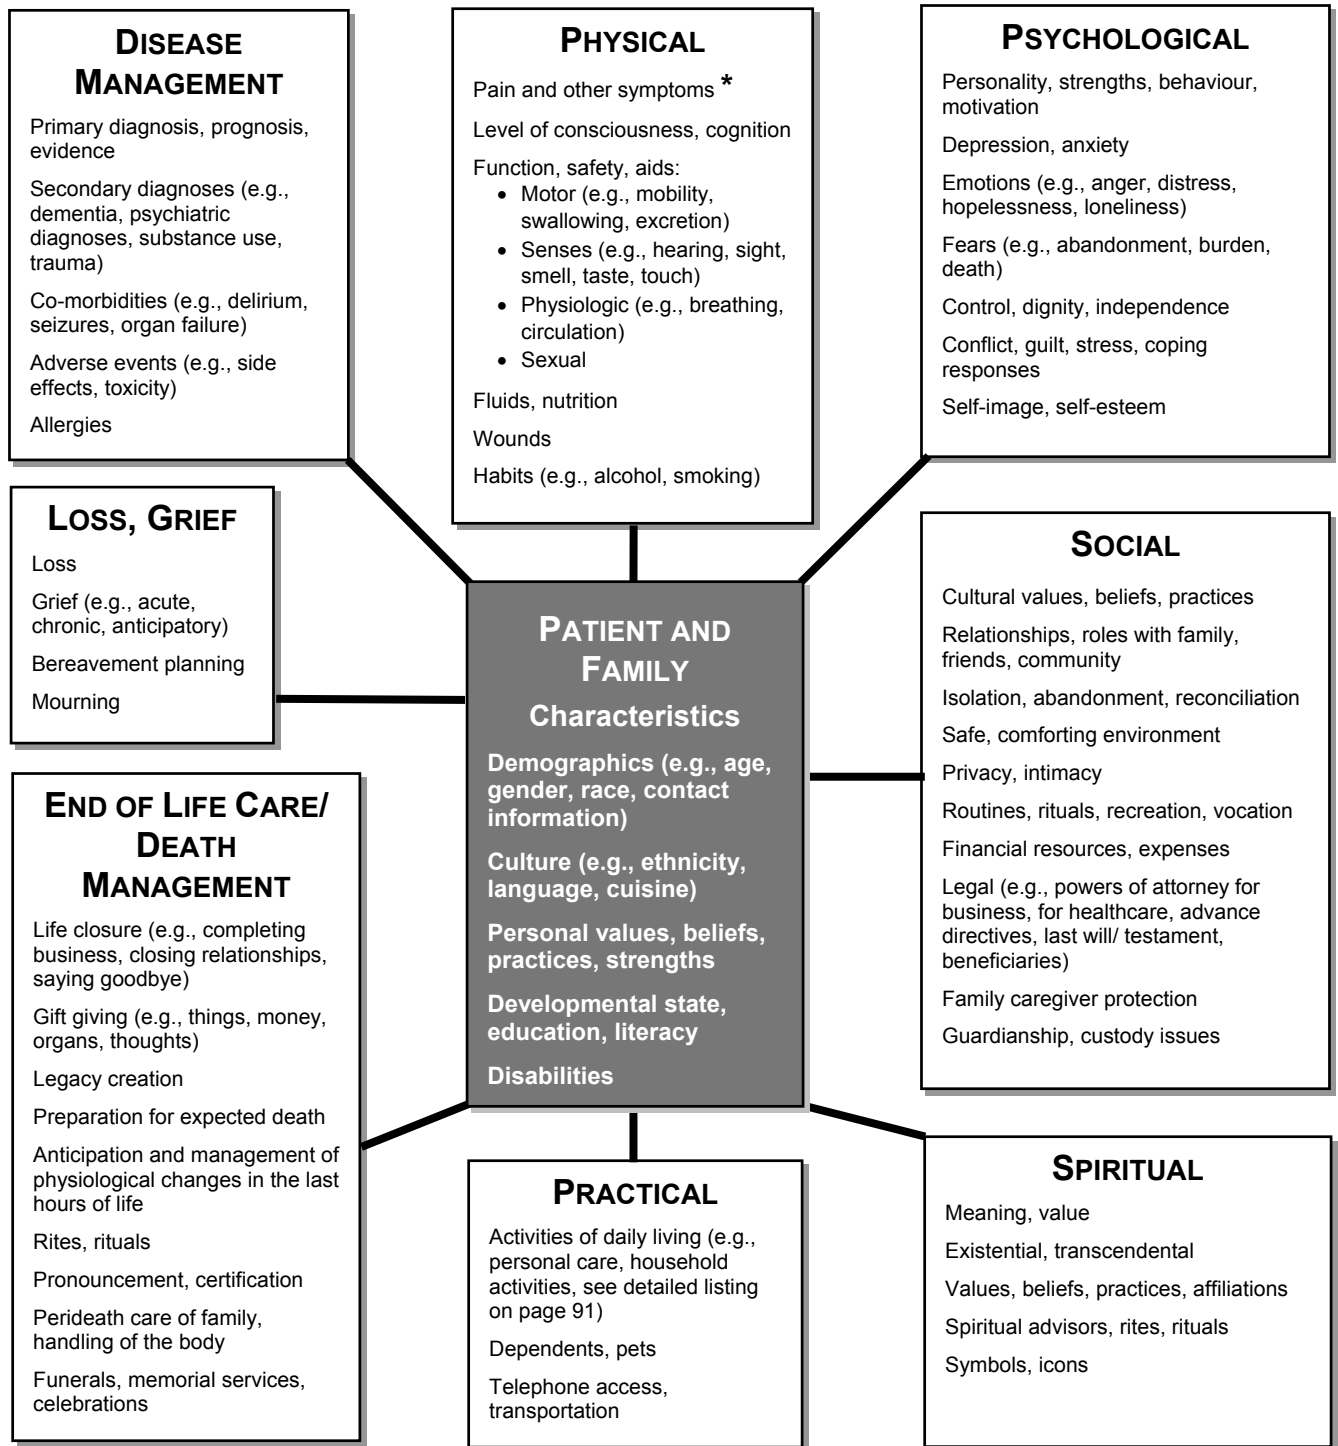 DISEASE
MANAGEMENT
Primary diagnosis, prognosis,
evidence
Secondary diagnoses (e.g.,
dementia, psychiatric
diagnoses, substance use,
trauma)
Co-morbidities (e.g., delirium,
seizures, organ failure)
Adverse events (e.g., side
effects, toxicity)
Allergies
PHYSICAL
Pain and other symptoms *
Level of consciousness, cognition
Function, safety, aids:
• Motor (e.g., mobility,
swallowing, excretion)
• Senses (e.g., hearing, sight,
smell, taste, touch)
• Physiologic (e.g., breathing,
circulation)
• Sexual
Fluids, nutrition
Wounds
Habits (e.g., alcohol, smoking)
PSYCHOLOGICAL
Personality, strengths, behaviour,
motivation
Depression, anxiety
Emotions (e.g., anger, distress,
hopelessness, loneliness)
Fears (e.g., abandonment, burden,
death)
Control, dignity, independence
Conflict, guilt, stress, coping
responses
Self-image, self-esteem
LOSS, GRIEF
Loss
Grief (e.g., acute,
chronic, anticipatory)
Bereavement planning
Mourning
PATIENT AND
FAMILY
Characteristics
Demographics (e.g., age,
gender, race, contact
information)
Culture (e.g., ethnicity,
language, cuisine)
Personal values, beliefs,
practices, strengths
Developmental state,
education, literacy
Disabilities
SOCIAL
Cultural values, beliefs, practices
Relationships, roles with family,
friends, community
Isolation, abandonment, reconciliation
Safe, comforting environment
Privacy, intimacy
Routines, rituals, recreation, vocation
Financial resources, expenses
Legal (e.g., powers of attorney for
business, for healthcare, advance
directives, last will/ testament,
beneficiaries)
Family caregiver protection
Guardianship, custody issues
END OF LIFE CARE/
DEATH
MANAGEMENT
Life closure (e.g., completing
business, closing relationships,
saying goodbye)
Gift giving (e.g., things, money,
organs, thoughts)
Legacy creation
Preparation for expected death
Anticipation and management of
physiological changes in the last
hours of life
Rites, rituals
Pronouncement, certification
Perideath care of family,
handling of the body
Funerals, memorial services,
celebrations
PRACTICAL
Activities of daily living (e.g.,
personal care, household
activities, see detailed listing
on page 91)
Dependents, pets
Telephone access,
transportation
SPIRITUAL
Meaning, value
Existential, transcendental
Values, beliefs, practices, affiliations
Spiritual advisors, rites, rituals
Symbols, icons